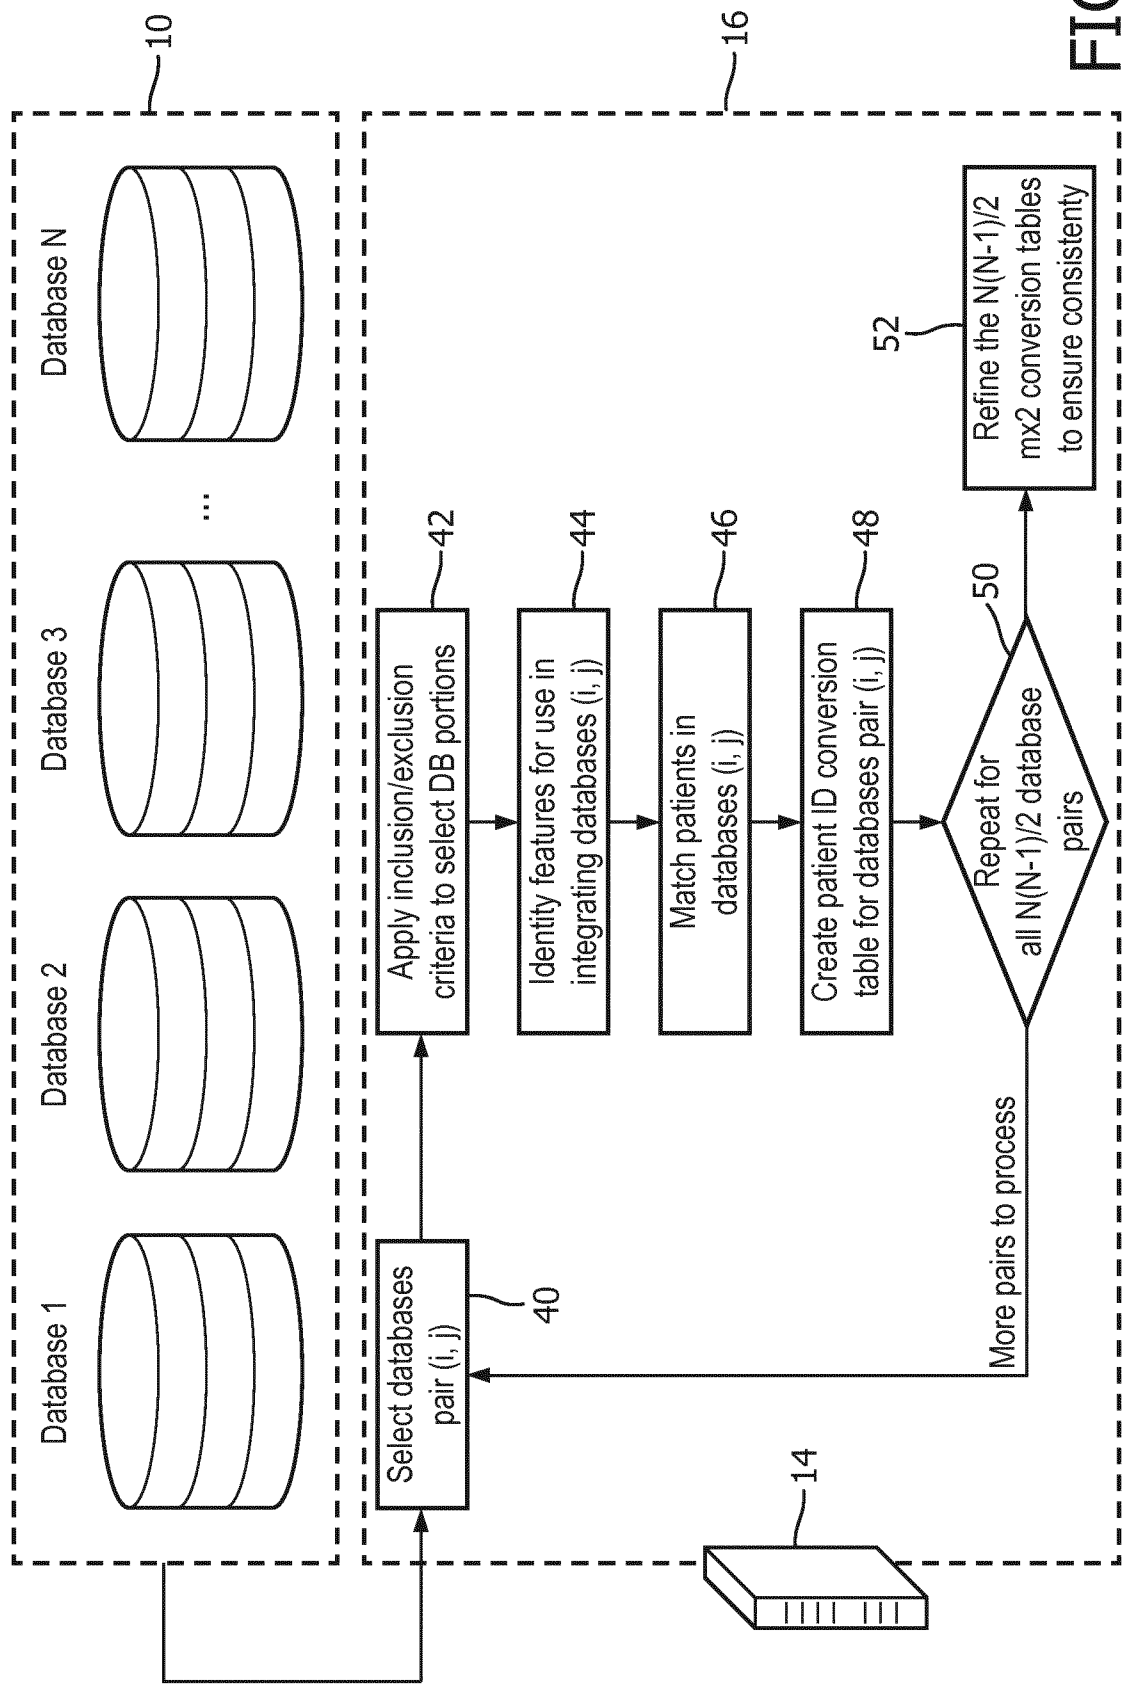 Database 1
Database 2
Database 3
...
Database N
10
Select databases
pair (i, j)
40
Apply inclusion/exclusion
criteria to select DB portions
42
Identity features for use in
integrating databases (i, j)
44
Match patients in
databases (i, j)
46
Create patient ID conversion
table for databases pair (i, j)
48
Repeat for
all N(N-1)/2 database
pairs
50
More pairs to process
Refine the N(N-1)/2
mx2 conversion tables
to ensure consistenty
52
14
16